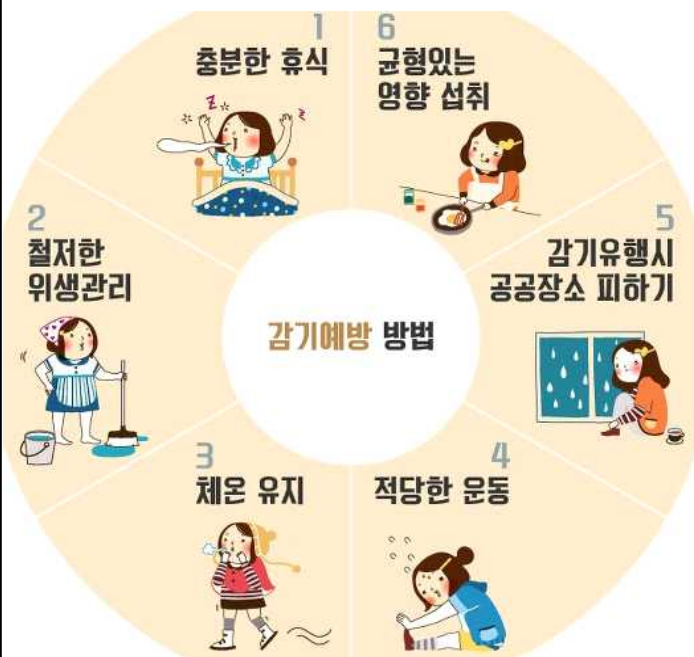 1
충분한 휴식
2
철저한
위생관리
3
체온 유지
4
적당한 운동
5
감기유행시
공공장소 피하기
6
균형있는
영향 섭취
감기예방 방법
z
z